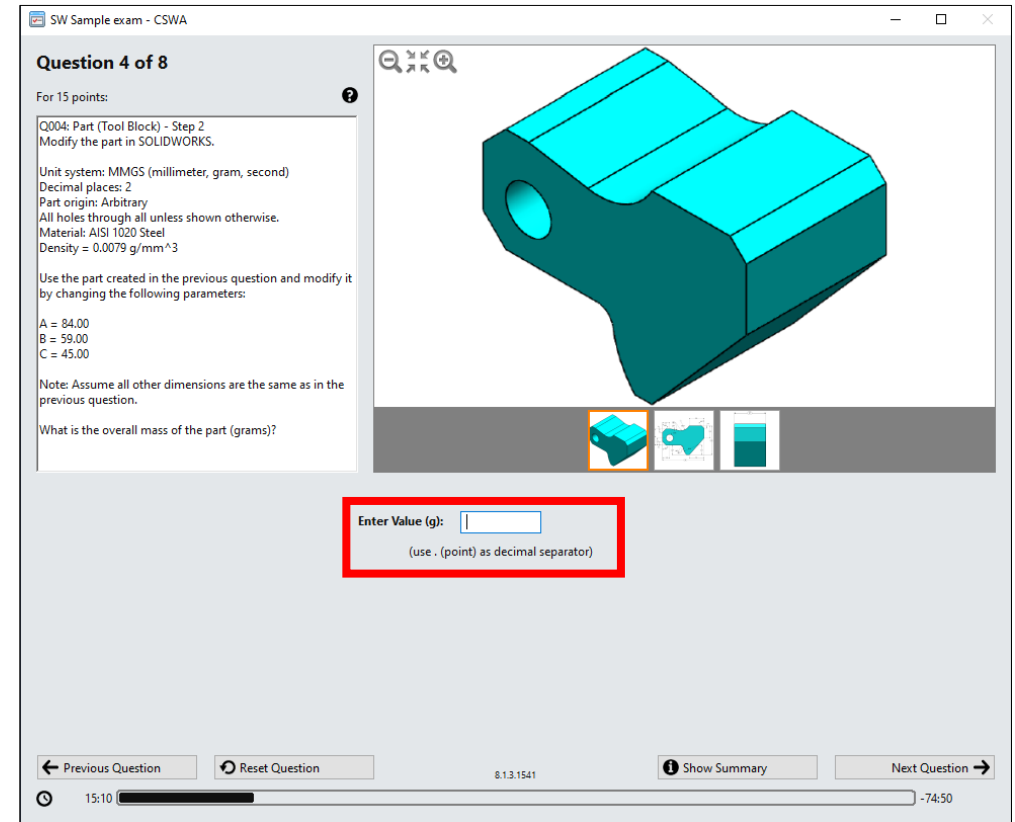 SW Sample exam - CSWA
Question 4 of 8
For 15 points:
Q004: Part (Tool Block) - Step 2
Modify the part in SOLIDWORKS.
Unit system: MMGS (millimeter, gram, second)
Decimal places: 2
Part origin: Arbitrary
All holes through all unless shown otherwise.
Material: AISI 1020 Steel
Density = 0.0079 g/mm^3
Use the part created in the previous question and modify it
by changing the following parameters:
A = 84.00
B = 59.00
C = 45.00
Note: Assume all other dimensions are the same as in the
previous question.
What is the overall mass of the part (grams)?
Enter Value (g):
(use . (point) as decimal separator)
Previous Question
Reset Question
8.1.3.1541
Show Summary
Next Question
15:10
-74:50